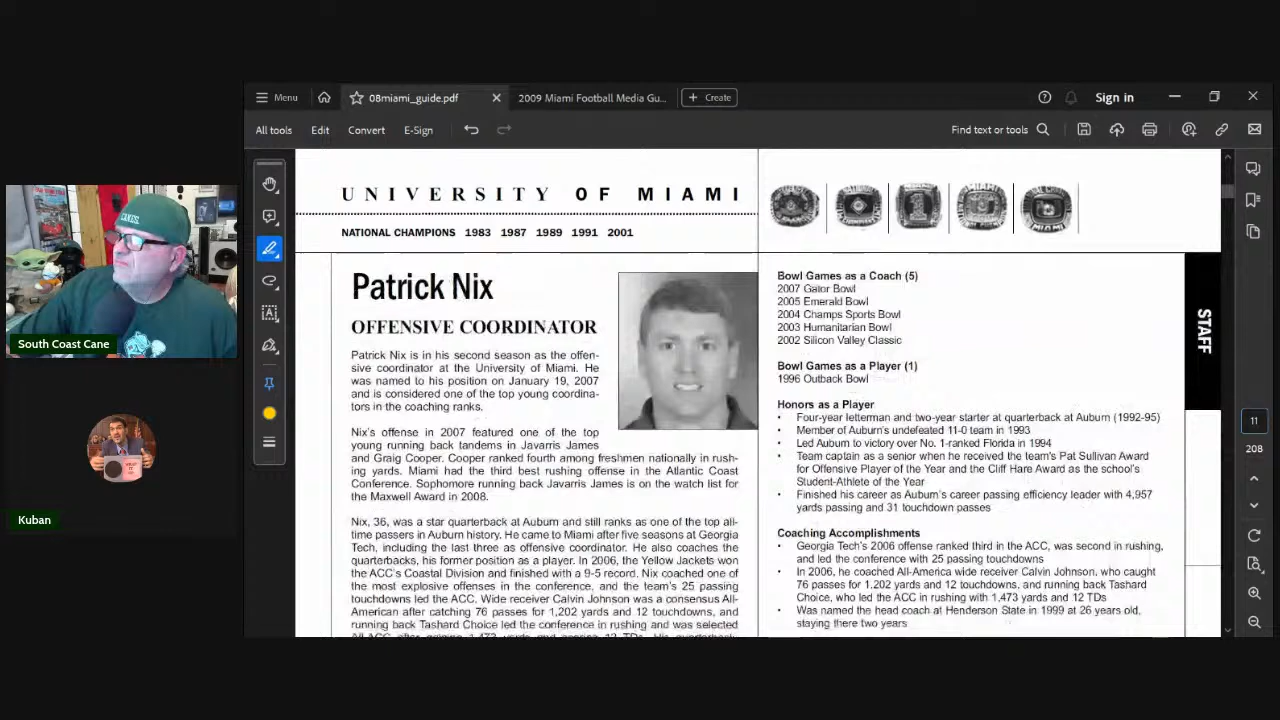 Menu
08miami_guide.pdf
2009 Miami Football Media Gu...
Create
Sign in
All tools
Edit
Convert
E-Sign
Find text or tools
UNIVERSITY OF MIAMI
NATIONAL CHAMPIONS 1983 1987 1989 1991 2001
Patrick Nix
OFFENSIVE COORDINATOR
Patrick Nix is in his second season as the offen-
sive coordinator at the University of Miami. He
was named to his position on January 19, 2007
and is considered one of the top young coordina-
tors in the coaching ranks.
Nix's offense in 2007 featured one of the top
young running back tandems in Javarris James
and Graig Cooper. Cooper ranked fourth among freshmen nationally in rush-
ing yards. Miami had the third best rushing offense in the Atlantic Coast
Conference. Sophomore running back Javarris James is on the watch list for
the Maxwell Award in 2008.
Nix, 36, was a star quarterback at Auburn and still ranks as one of the top all-
time passers in Auburn history. He came to Miami after five seasons at Georgia
Tech, including the last three as offensive coordinator. He also coaches the
quarterbacks, his former position as a player. In 2006, the Yellow Jackets won
the ACC's Coastal Division and finished with a 9-5 record. Nix coached one of
the most explosive offenses in the conference, and the team's 25 passing
touchdowns led the ACC. Wide receiver Calvin Johnson was a consensus All-
American after catching 76 passes for 1,202 yards and 12 touchdowns, and
running back Tashard Choice led the conference in rushing and was selected
Bowl Games as a Coach (5)
2007 Gator Bowl
2005 Emerald Bowl
2004 Champs Sports Bowl
2003 Humanitarian Bowl
2002 Silicon Valley Classic
Bowl Games as a Player (1)
1996 Outback Bowl
Honors as a Player
• Four-year letterman and two-year starter at quarterback at Auburn (1992-95)
• Member of Auburn's undefeated 11-0 team in 1993
• Led Auburn to victory over No. 1-ranked Florida in 1994
• Team captain as a senior when he received the team's Pat Sullivan Award
for Offensive Player of the Year and the Cliff Hare Award as the school's
Student-Athlete of the Year
• Finished his career as Auburn's career passing efficiency leader with 4,957
yards passing and 31 touchdown passes
Coaching Accomplishments
• Georgia Tech's 2006 offense ranked third in the ACC, was second in rushing,
and led the conference with 25 passing touchdowns
• In 2006, he coached All-America wide receiver Calvin Johnson, who caught
76 passes for 1,202 yards and 12 touchdowns, and running back Tashard
Choice, who led the ACC in rushing with 1,473 yards and 12 TDs
• Was named the head coach at Henderson State in 1999 at 26 years old,
staying there two years
STAFF
11
208
CANES
South Coast Cane
Kuban